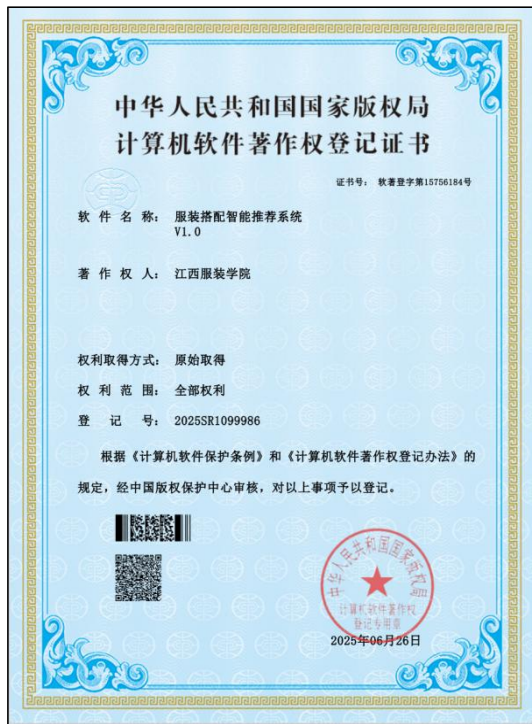 中华人民共和国国家版权局
计算机软件著作权登记证书
证书号： 软著登字第15756184号
软件名称： 服装搭配智能推荐系统
V1.0
著作权人： 江西服装学院
权利取得方式： 原始取得
权利范围： 全部权利
登记号： 2025SR1099986
根据《计算机软件保护条例》和《计算机软件著作权登记办法》的
规定，经中国版权保护中心审核，对以上事项予以登记。
中华人民共和国国家版权局
计算机软件著作权
登记专用章
2025年06月26日